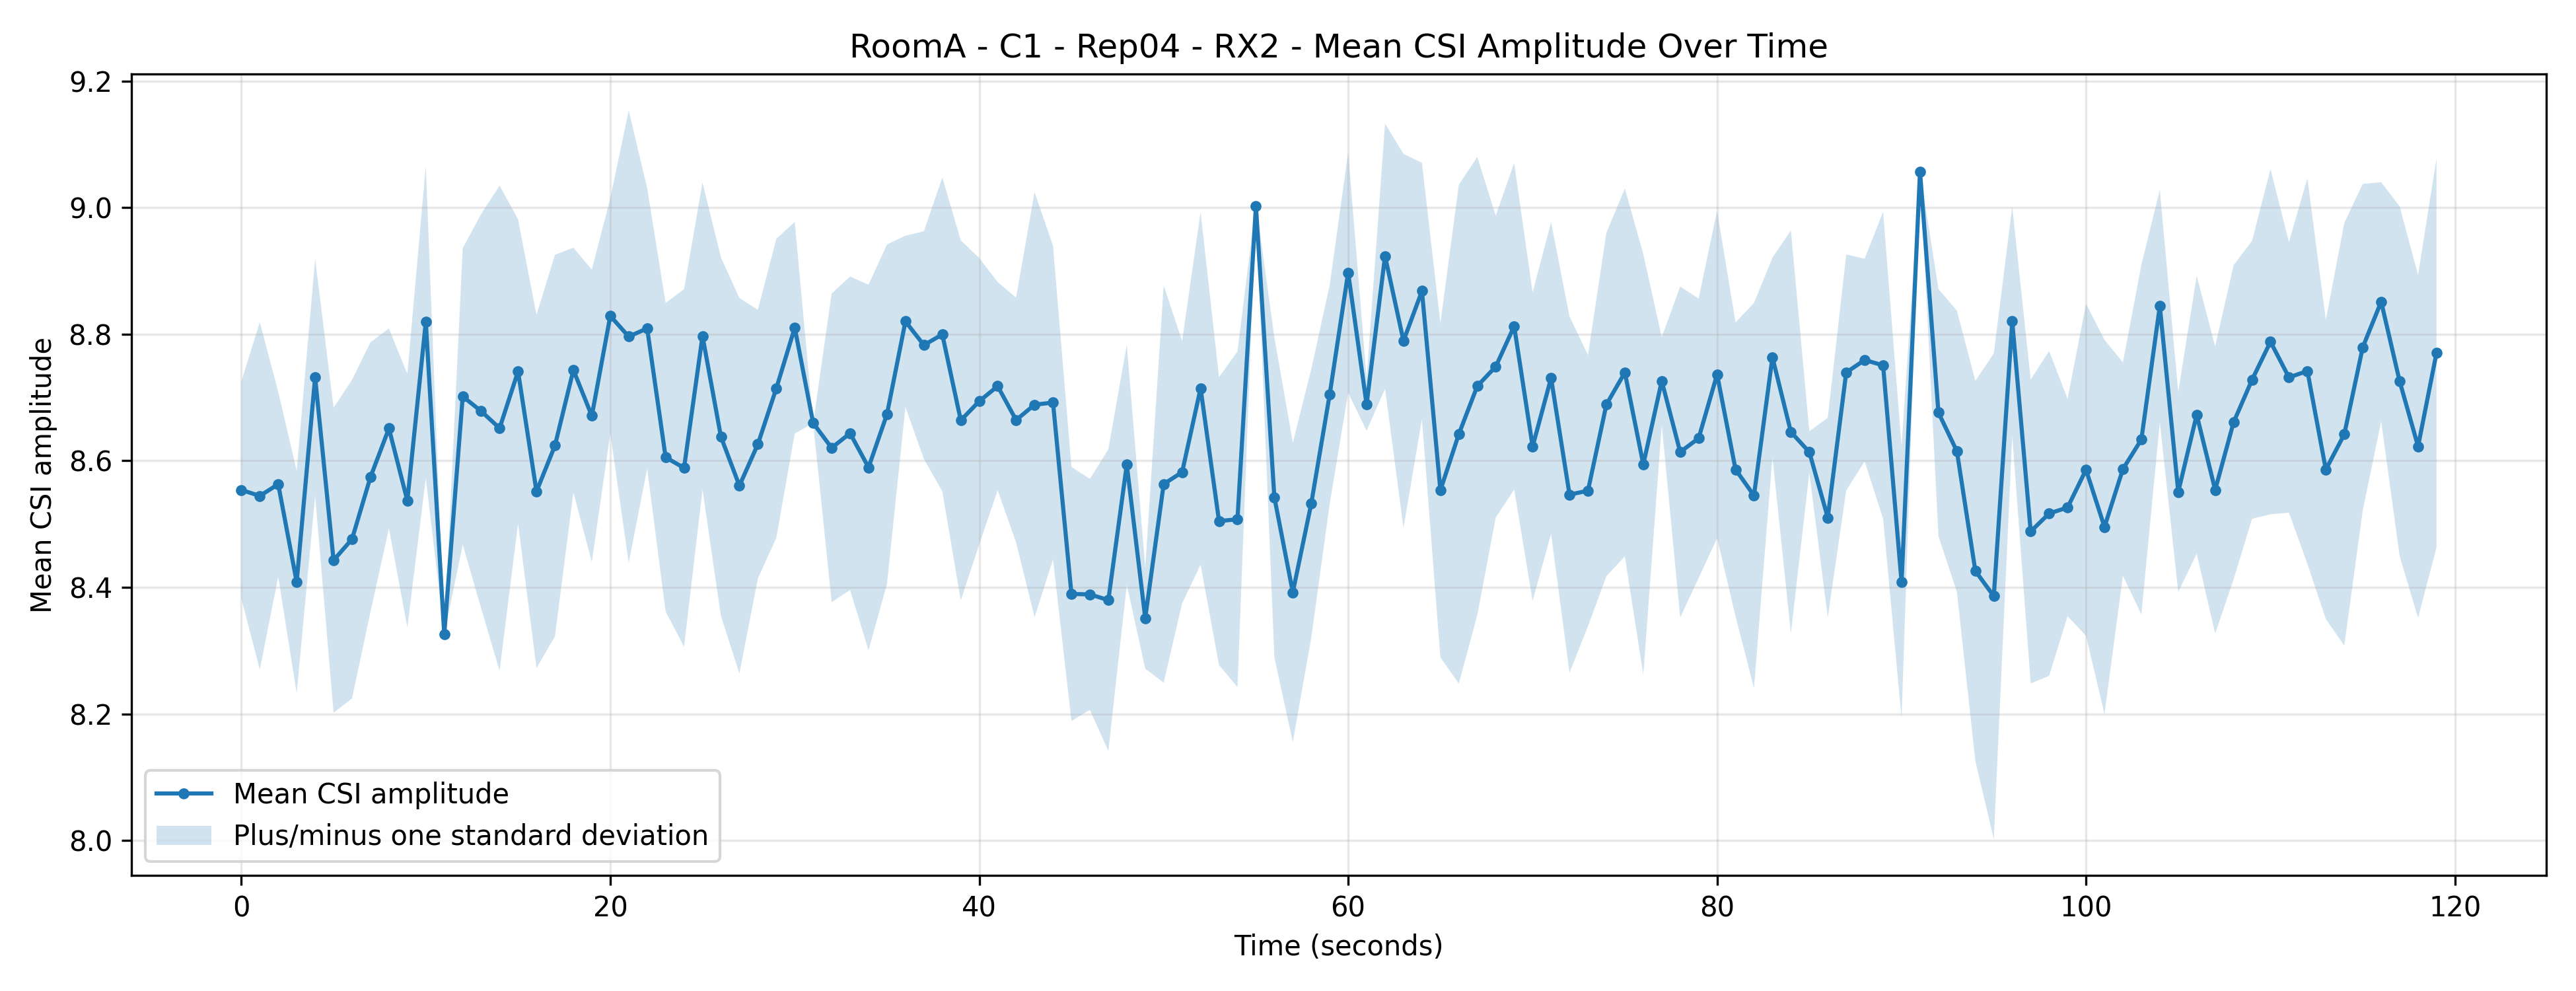 RoomA - C1 - Rep04 - RX2 - Mean CSI Amplitude Over Time
Mean CSI amplitude
9.2
9.0
8.8
8.6
8.4
8.2
8.0
Mean CSI amplitude
Plus/minus one standard deviation
0 20 40 60 80 100 120
Time (seconds)